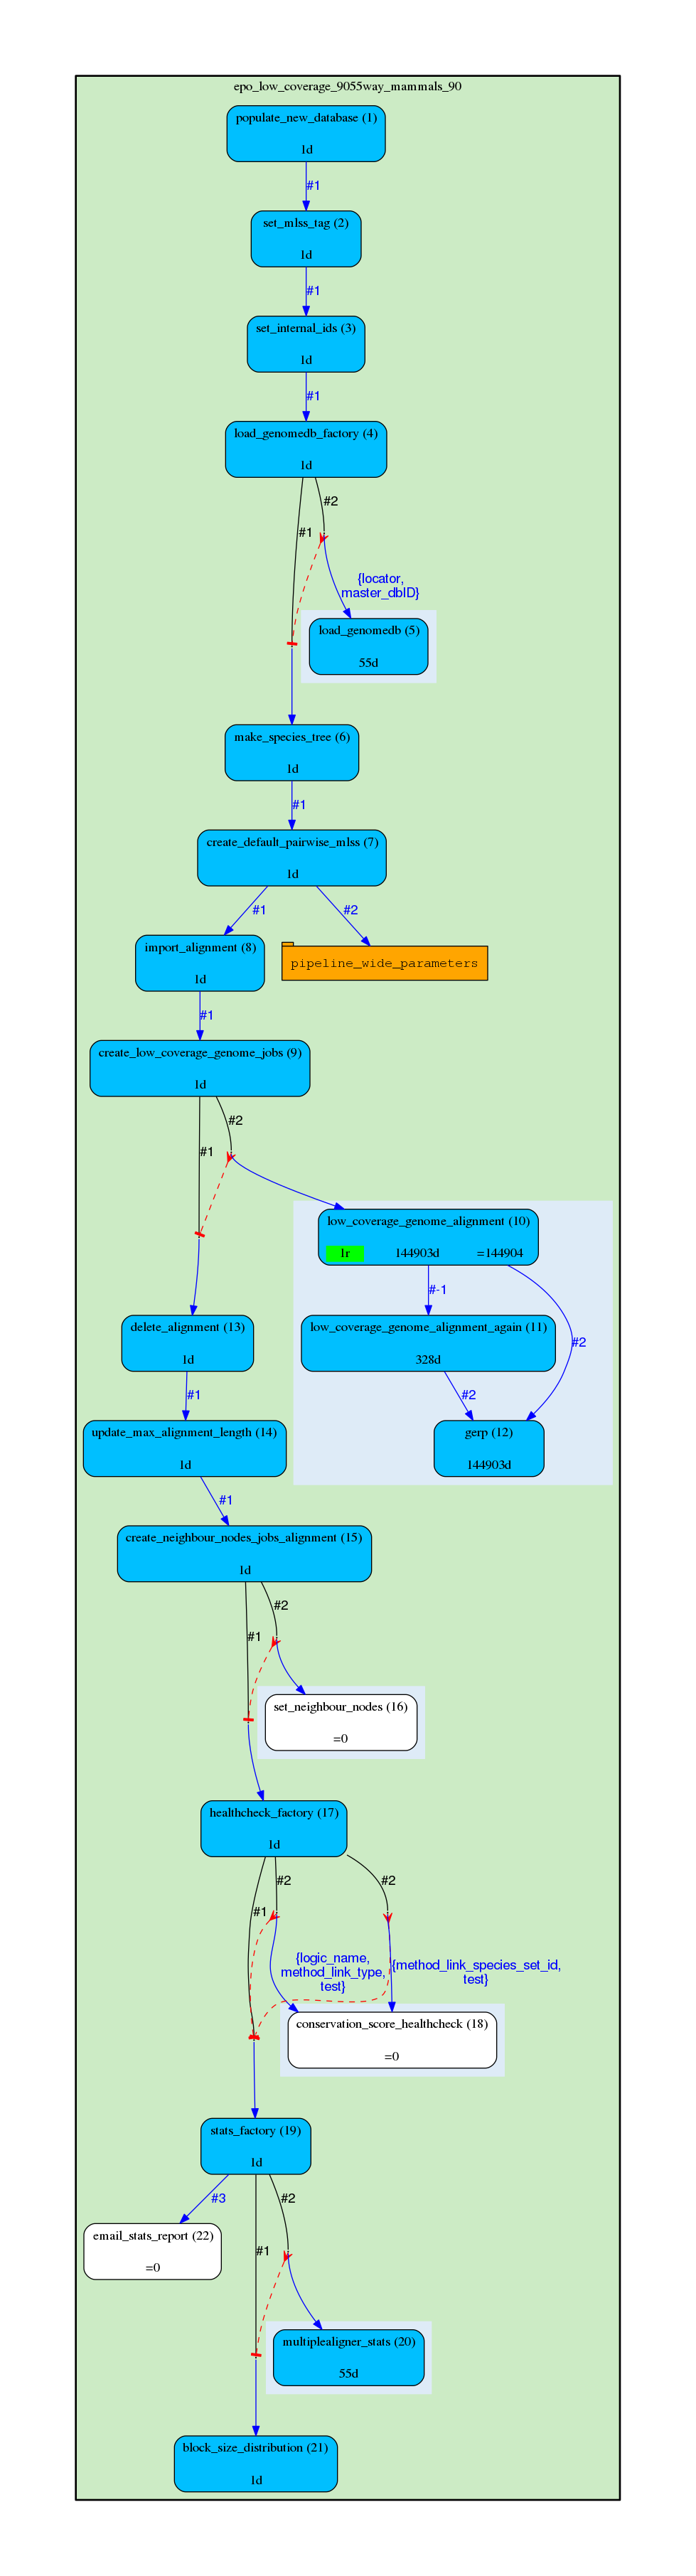 epo_low_coverage_9055way_mammals_90
populate_new_database (1)
1d
#1
set_mlss_tag (2)
1d
#1
set_internal_ids (3)
1d
#1
load_genomedb_factory (4)
1d
#2
#1
{locator,
master_dbID}
load_genomedb (5)
55d
make_species_tree (6)
1d
#1
create_default_pairwise_mlss (7)
1d
#1 #2
import_alignment (8)
1d
pipeline_wide_parameters
#1
create_low_coverage_genome_jobs (9)
1d
#2
#1
low_coverage_genome_alignment (10)
1r 144903d =144904
#-1
delete_alignment (13)
1d
low_coverage_genome_alignment_again (11)
328d
#2
#1 #2
update_max_alignment_length (14)
1d
gerp (12)
144903d
#1
create_neighbour_nodes_jobs_alignment (15)
1d
#2
#1
set_neighbour_nodes (16)
=0
healthcheck_factory (17)
1d
#2 #2
#1
{logic_name,
method_link_type,
test}
{method_link_species_set_id,
test}
conservation_score_healthcheck (18)
=0
stats_factory (19)
1d
#3 #2
email_stats_report (22)
=0
#1
multiplealigner_stats (20)
55d
block_size_distribution (21)
1d